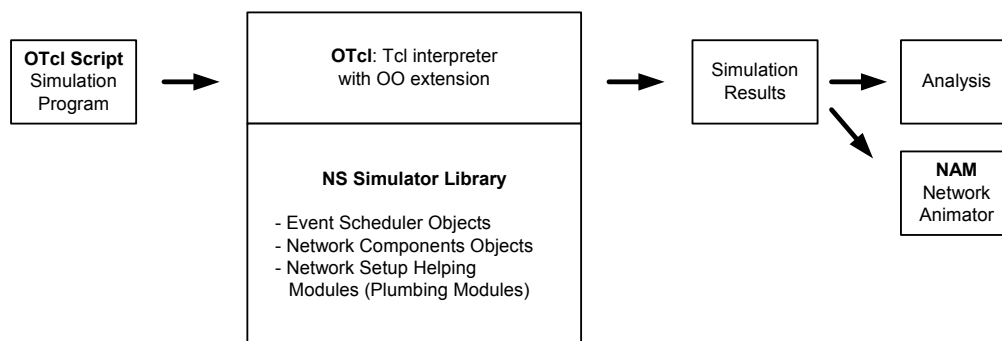 OTcl Script
Simulation
Program
OTcl: Tcl interpreter
with OO extension
NS Simulator Library
- Event Scheduler Objects
- Network Components Objects
- Network Setup Helping
Modules (Plumbing Modules)
Simulation
Results
Analysis
NAM
Network
Animator